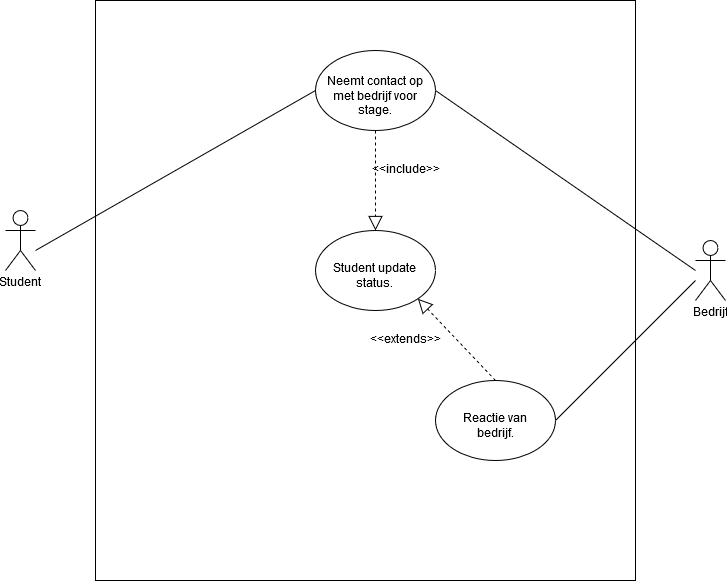 Neemt contact op
met bedrijf voor
stage.
<<include>>
Student update
status.
Student
Bedrijf
<<extends>>
Reactie van
bedrijf.